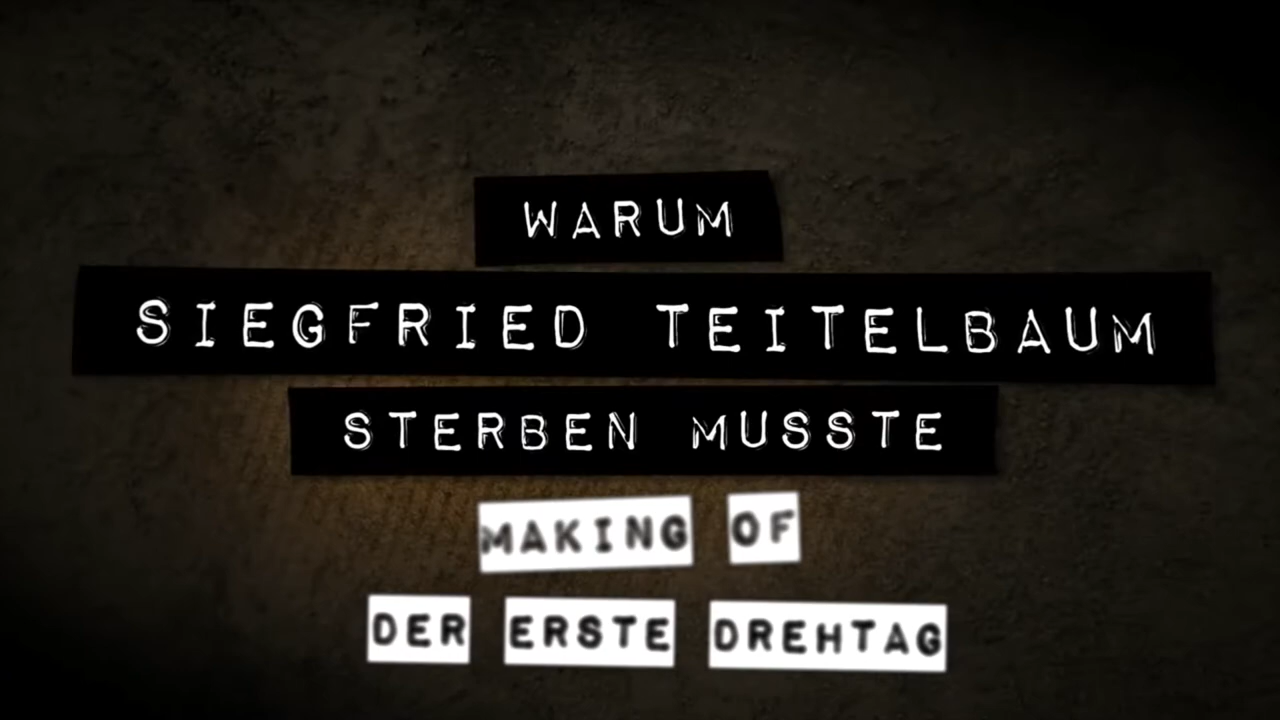 WARUM
SIEGFRIED TEITELBAUM
STERBEN MUSSTE
MAKING OF
DER ERSTE DREHTAG